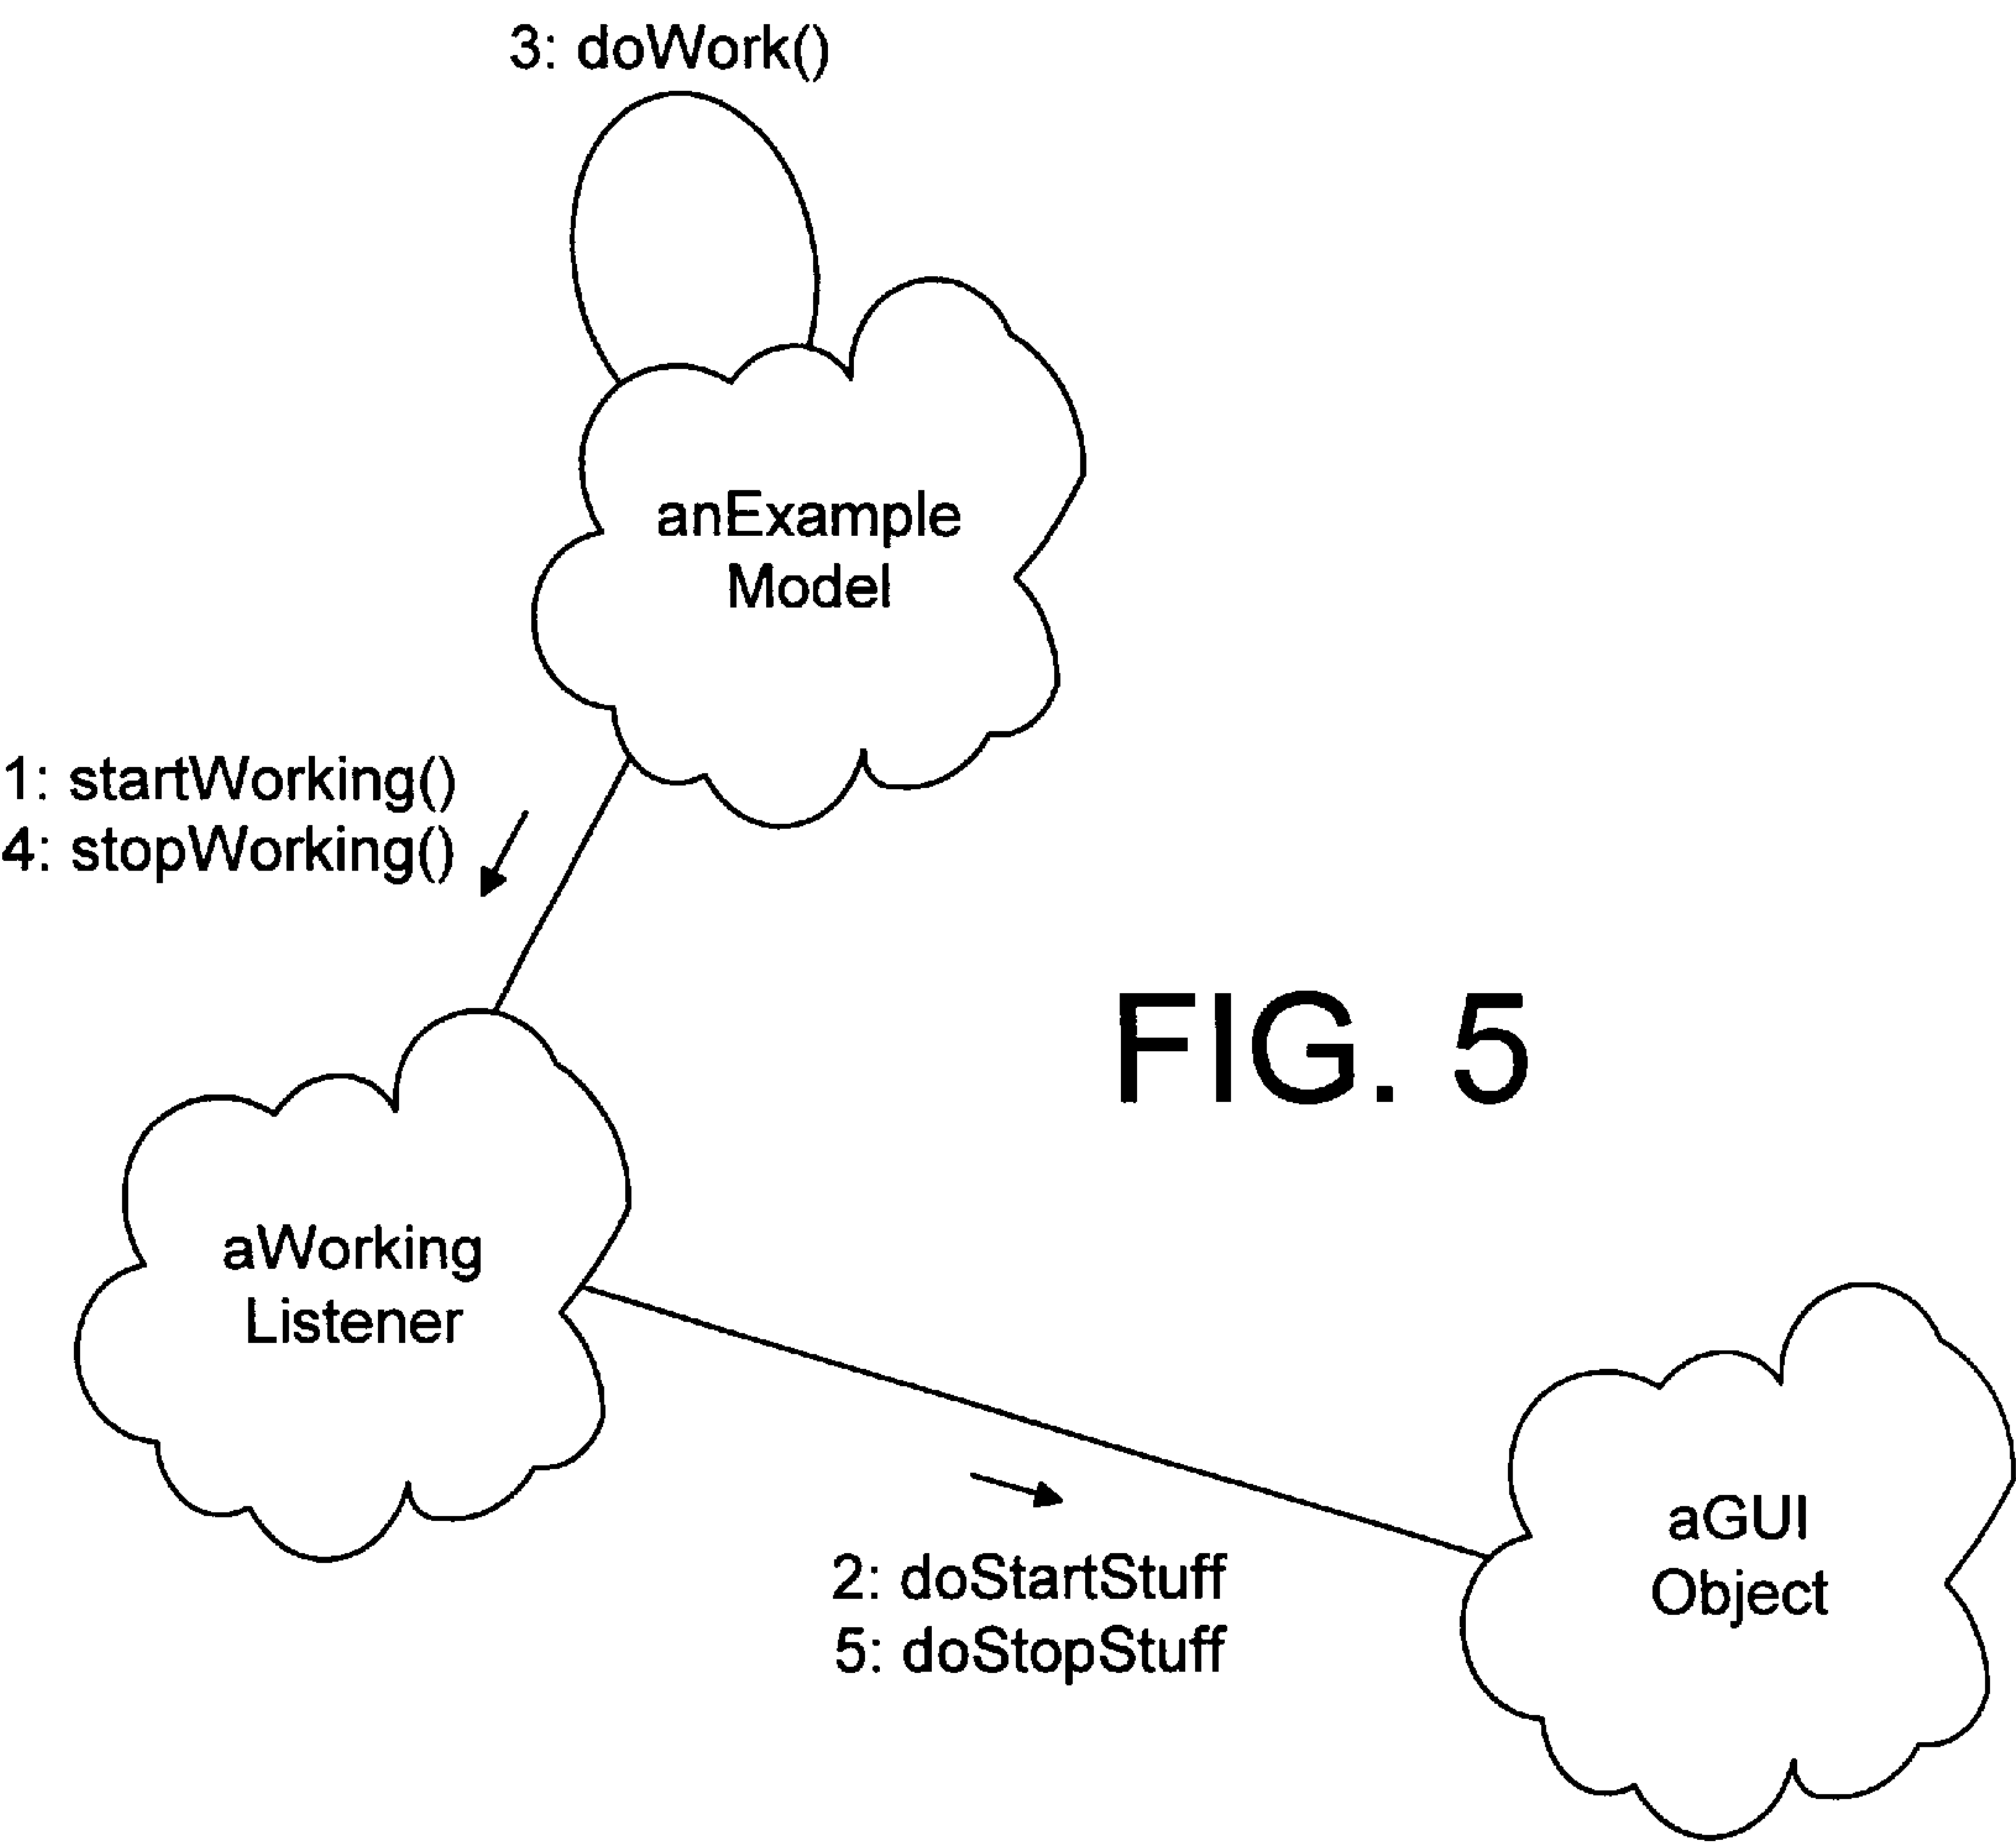 3: doWork()
anExample
Model
1: startWorking()
4: stopWorking()
FIG. 5
aWorking
Listener
aGUI
Object
2: doStartStuff
5: doStopStuff